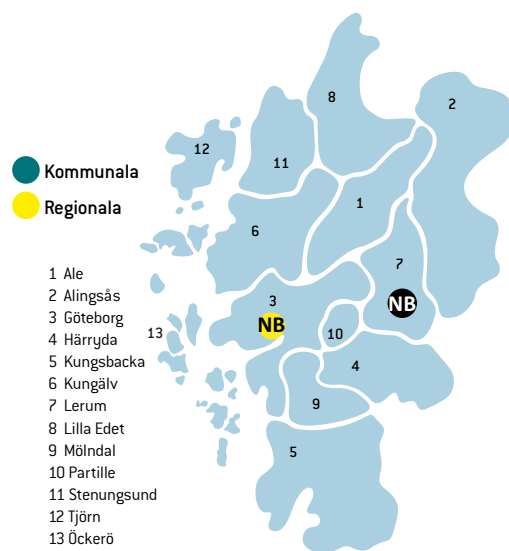 8
2
12
11
Kommunala
Regionala
1
6
7
3
NB
NB
13
10
4
9
5
1 Ale
2 Alingsås
3 Göteborg
4 Härryda
5 Kungsbacka
6 Kungälv
7 Lerum
8 Lilla Edet
9 Mölndal
10 Partille
11 Stenungsund
12 Tjörn
13 Öckerö